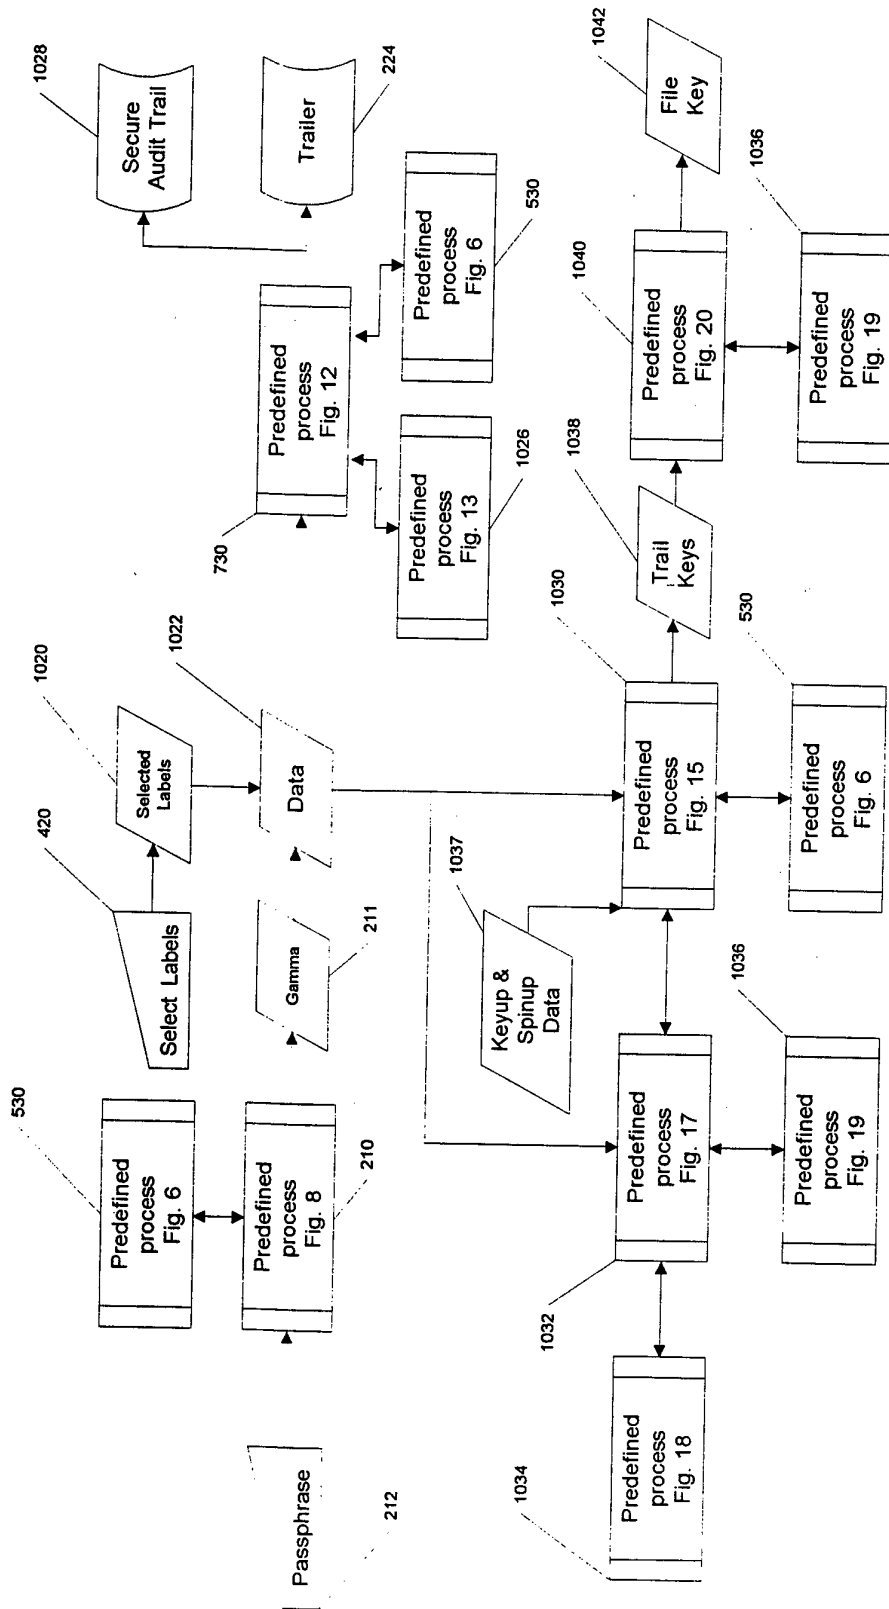 Passphrase
212
530
Predefined
process
Fig. 6
Predefined
process
Fig. 8
210
420
Select Labels
1020
Selected
Labels
Gamma
211
Data
1022
730
Predefined
process
Fig. 12
Predefined
process
Fig. 13
1026
Predefined
process
Fig. 6
530
1028
Secure
Audit Trail
Trailer
224
1034
Predefined
process
Fig. 18
1032
Predefined
process
Fig. 17
Predefined
process
Fig. 19
1036
1037
Keyup &
Spinup
Data
1030
Predefined
process
Fig. 15
Predefined
process
Fig. 6
530
1038
Trail
Keys
1040
Predefined
process
Fig. 20
Predefined
process
Fig. 19
1036
1042
File
Key